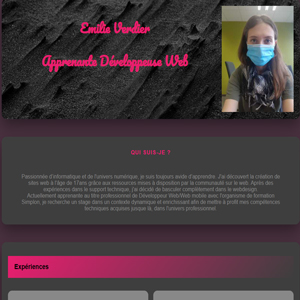 Emilie Verdier
Apprenante Développeuse Web
QUI SUIS-JE ?
Passionnée d'informatique et de l'univers numérique, je suis toujours avide d'apprendre. J'ai découvert la création de
sites web à l'âge de 17ans grâce aux ressources mises à disposition par la communauté sur le web. Après des
expériences dans le support technique, j'ai décidé de basculer complètement dans le webdesign.
Actuellement apprenante au titre professionnel de Développeur Web/Web mobile avec l'organisme de formation
Simplon, je recherche un stage dans un contexte dynamique et enrichissant afin de mettre à profit mes compétences
techniques acquises jusque là, dans l'univers professionnel.
Expériences